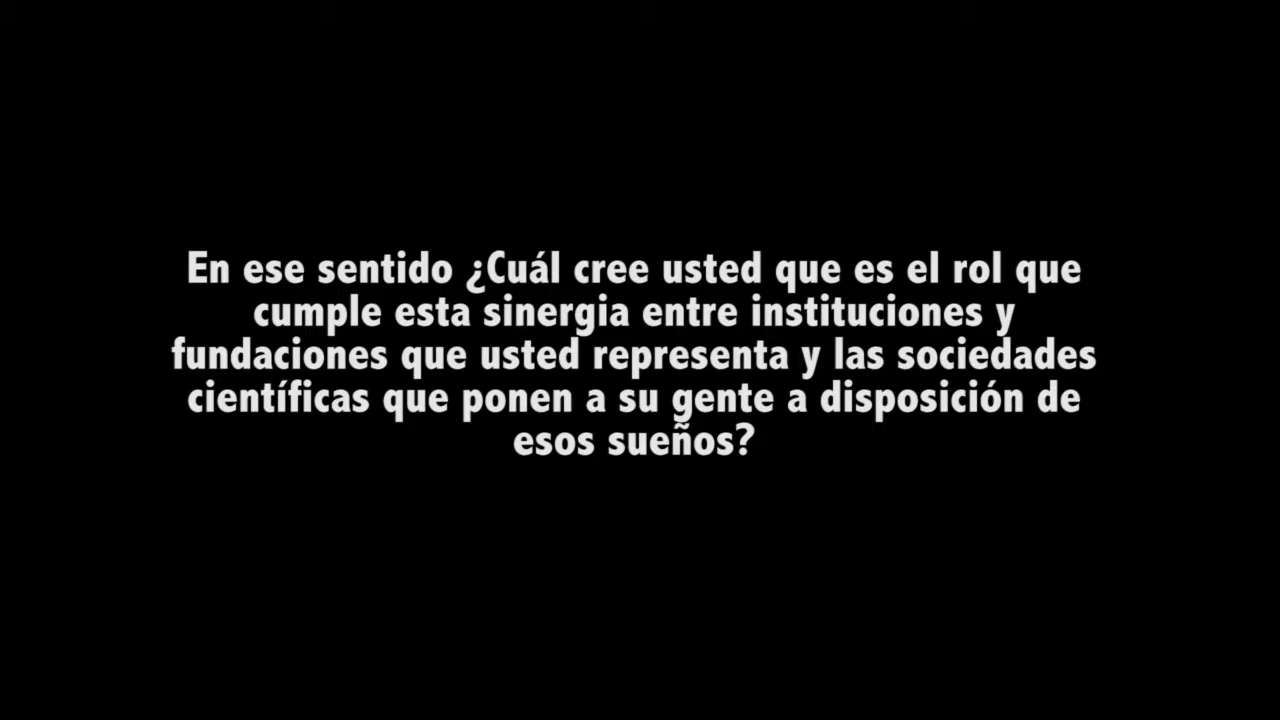 En ese sentido ¿Cuál cree usted que es el rol que
cumple esta sinergia entre instituciones y
fundaciones que usted representa y las sociedades
científicas que ponen a su gente a disposición de
esos sueños?